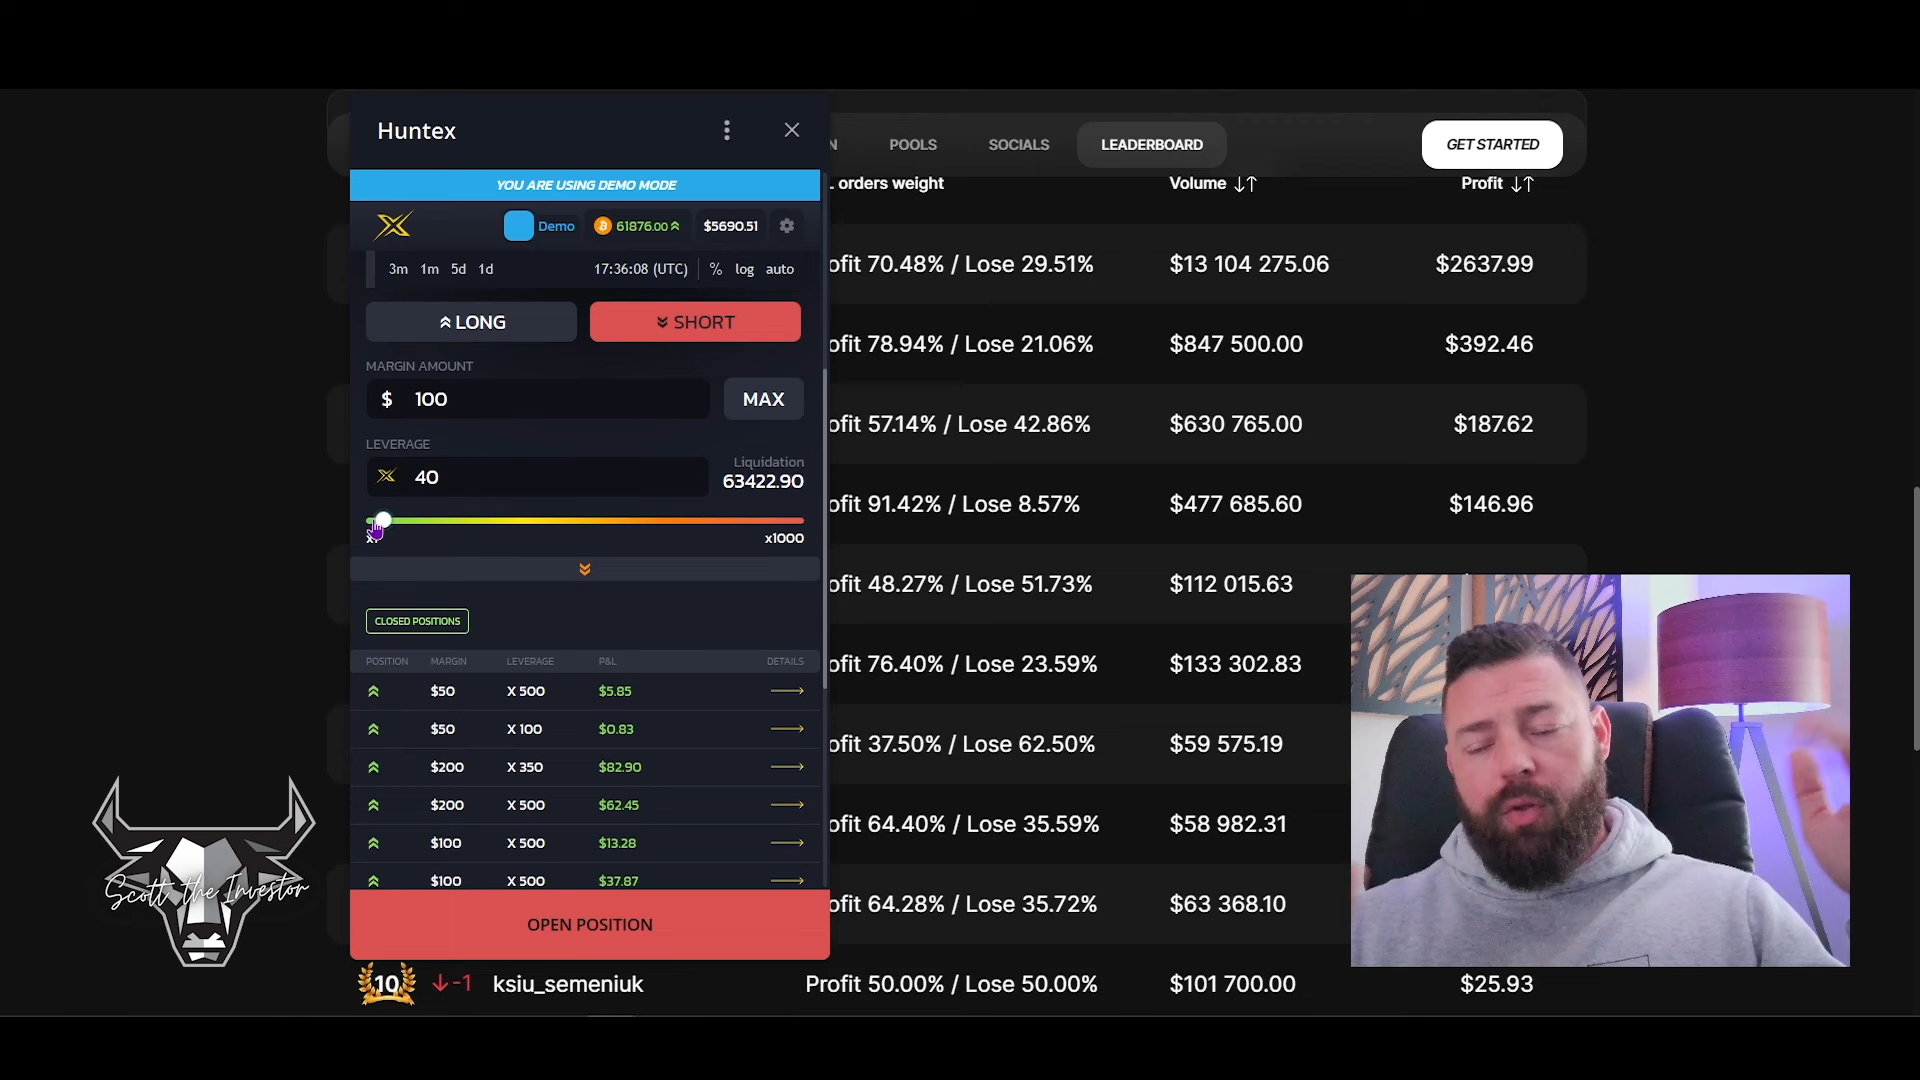 Huntex
YOU ARE USING DEMO MODE
Demo
61876.00
$5690.51
3m 1m 5d 1d
17:36:08 (UTC)
% log auto
LONG
SHORT
MARGIN AMOUNT
$ 100
MAX
LEVERAGE
40
Liquidation
63422.90
x1000
CLOSED POSITIONS
POSITION MARGIN LEVERAGE P&L DETAILS
$50 X 500 $5.85
$50 X 100 $0.83
$200 X 350 $82.90
$200 X 500 $62.45
$100 X 500 $13.28
$100 X 500 $37.87
OPEN POSITION
POOLS SOCIALS LEADERBOARD GET STARTED
orders weight Volume Profit
ofit 70.48% / Lose 29.51% $13 104 275.06 $2637.99
ofit 78.94% / Lose 21.06% $847 500.00 $392.46
ofit 57.14% / Lose 42.86% $630 765.00 $187.62
ofit 91.42% / Lose 8.57% $477 685.60 $146.96
ofit 48.27% / Lose 51.73% $112 015.63
ofit 76.40% / Lose 23.59% $133 302.83
ofit 37.50% / Lose 62.50% $59 575.19
ofit 64.40% / Lose 35.59% $58 982.31
ofit 64.28% / Lose 35.72% $63 368.10
10 -1 ksiu_semeniuk Profit 50.00% / Lose 50.00% $101 700.00 $25.93
Scott the Investor